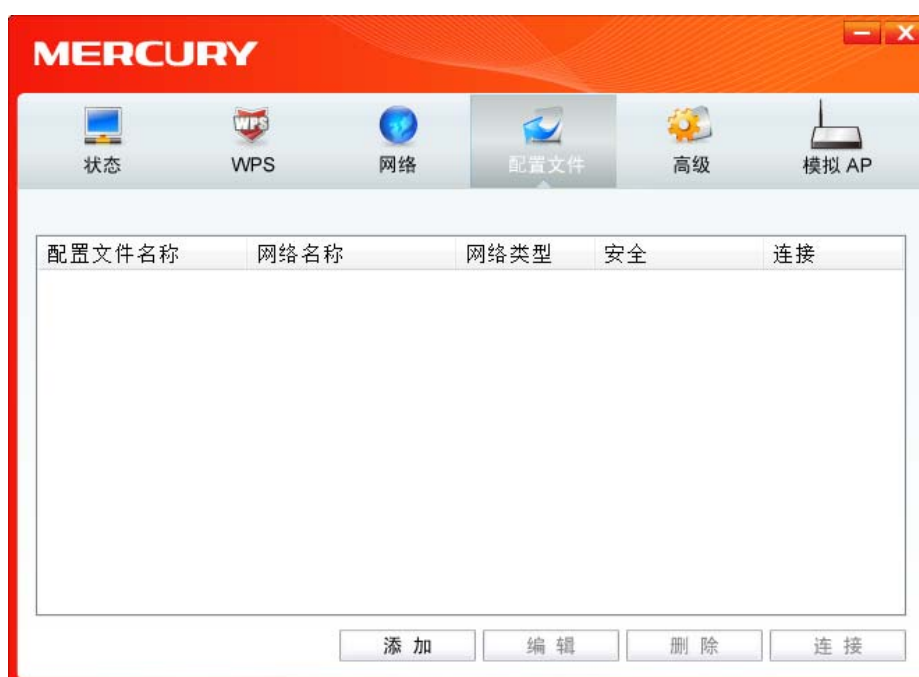 MERCURY
状态 WPS 网络 配置文件 高级 模拟 AP
配置文件名称 网络名称 网络类型 安全 连接
添 加 编 辑 删 除 连 接